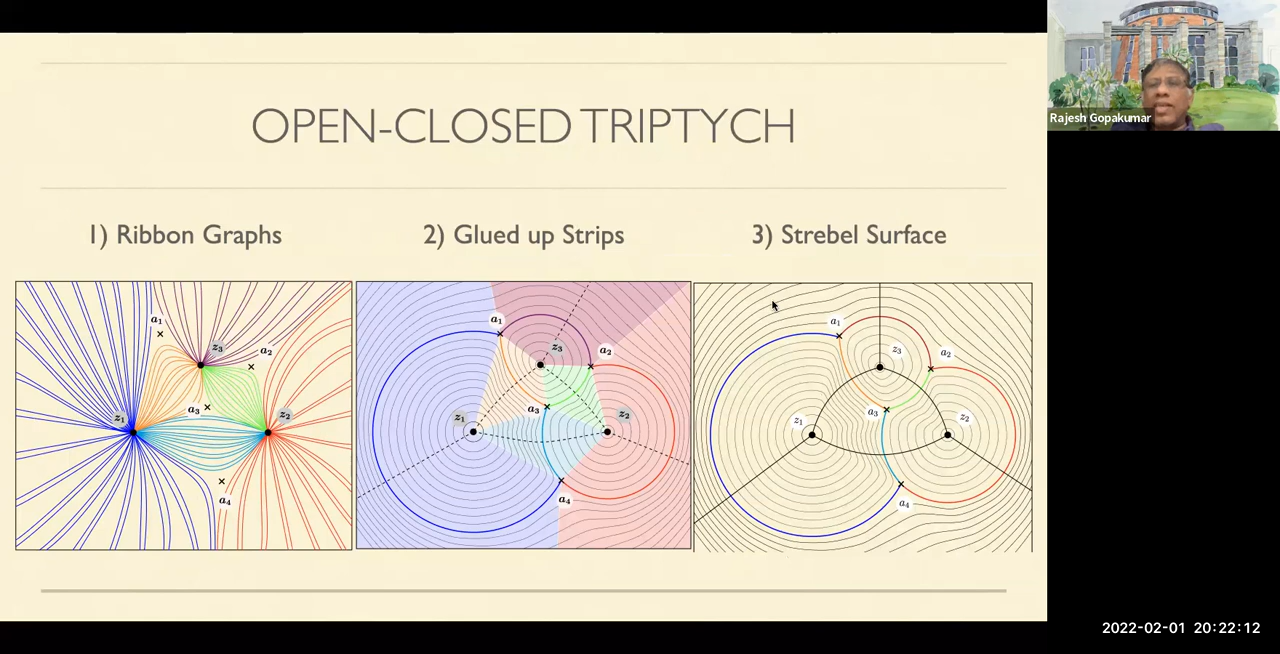 OPEN-CLOSED TRIPTYCH
1) Ribbon Graphs
2) Glued up Strips
3) Strebel Surface
a₁
z₃
a₂
a₃
z₁
z₂
a₄
a₁
z₃
a₂
a₃
z₁
z₂
a₄
a₁
z₃
a₂
a₃
z₁
z₂
a₄
Rajesh Gopakumar
2022-02-01 20:22:12